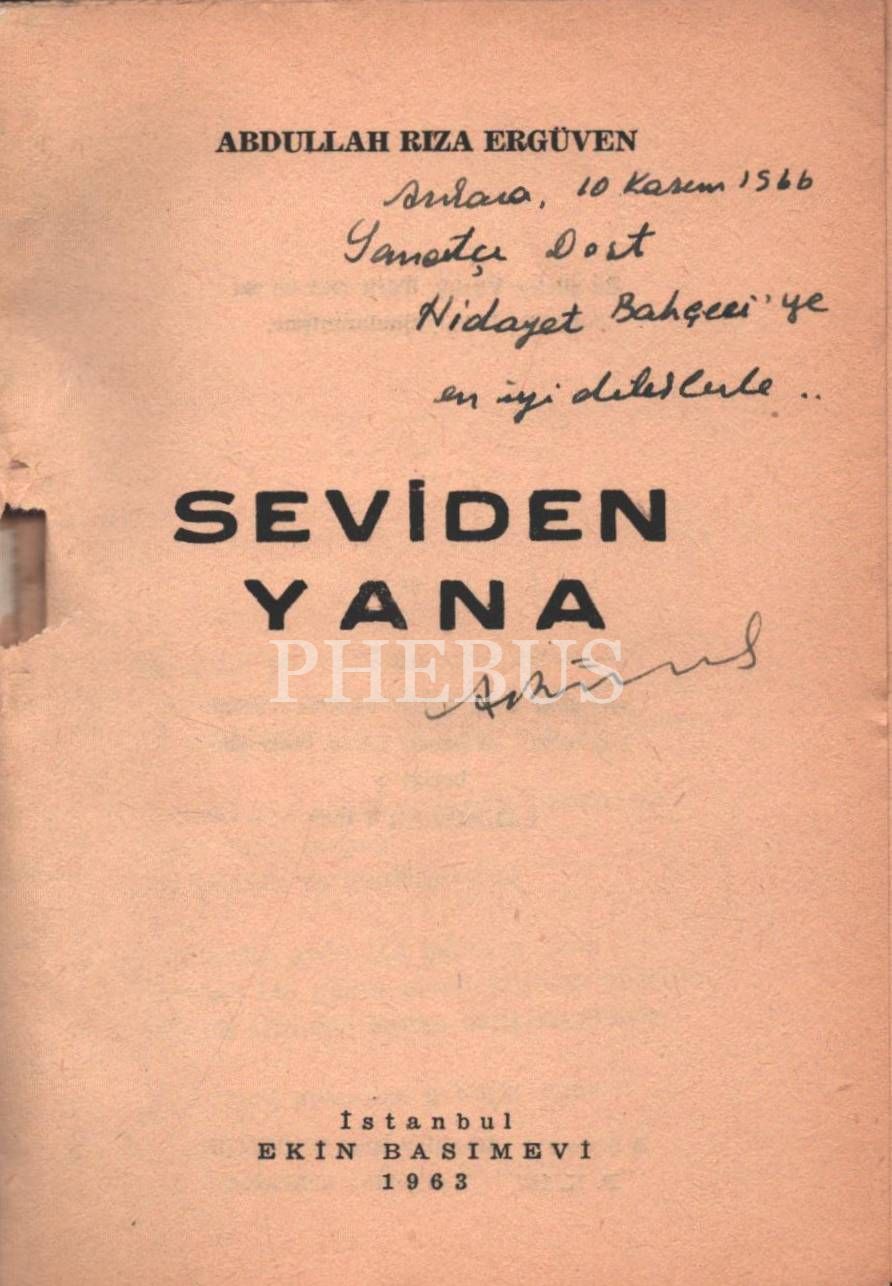 ABDULLAH RIZA ERGÜVEN
Ankara, 10 Kasım 1966
Sanatçı Dost
Hidayet Bahçeci'ye
en iyi dileklerle ..
SEVİDEN
YANA
PHEBUS
İstanbul
EKİN BASIMEVİ
1963